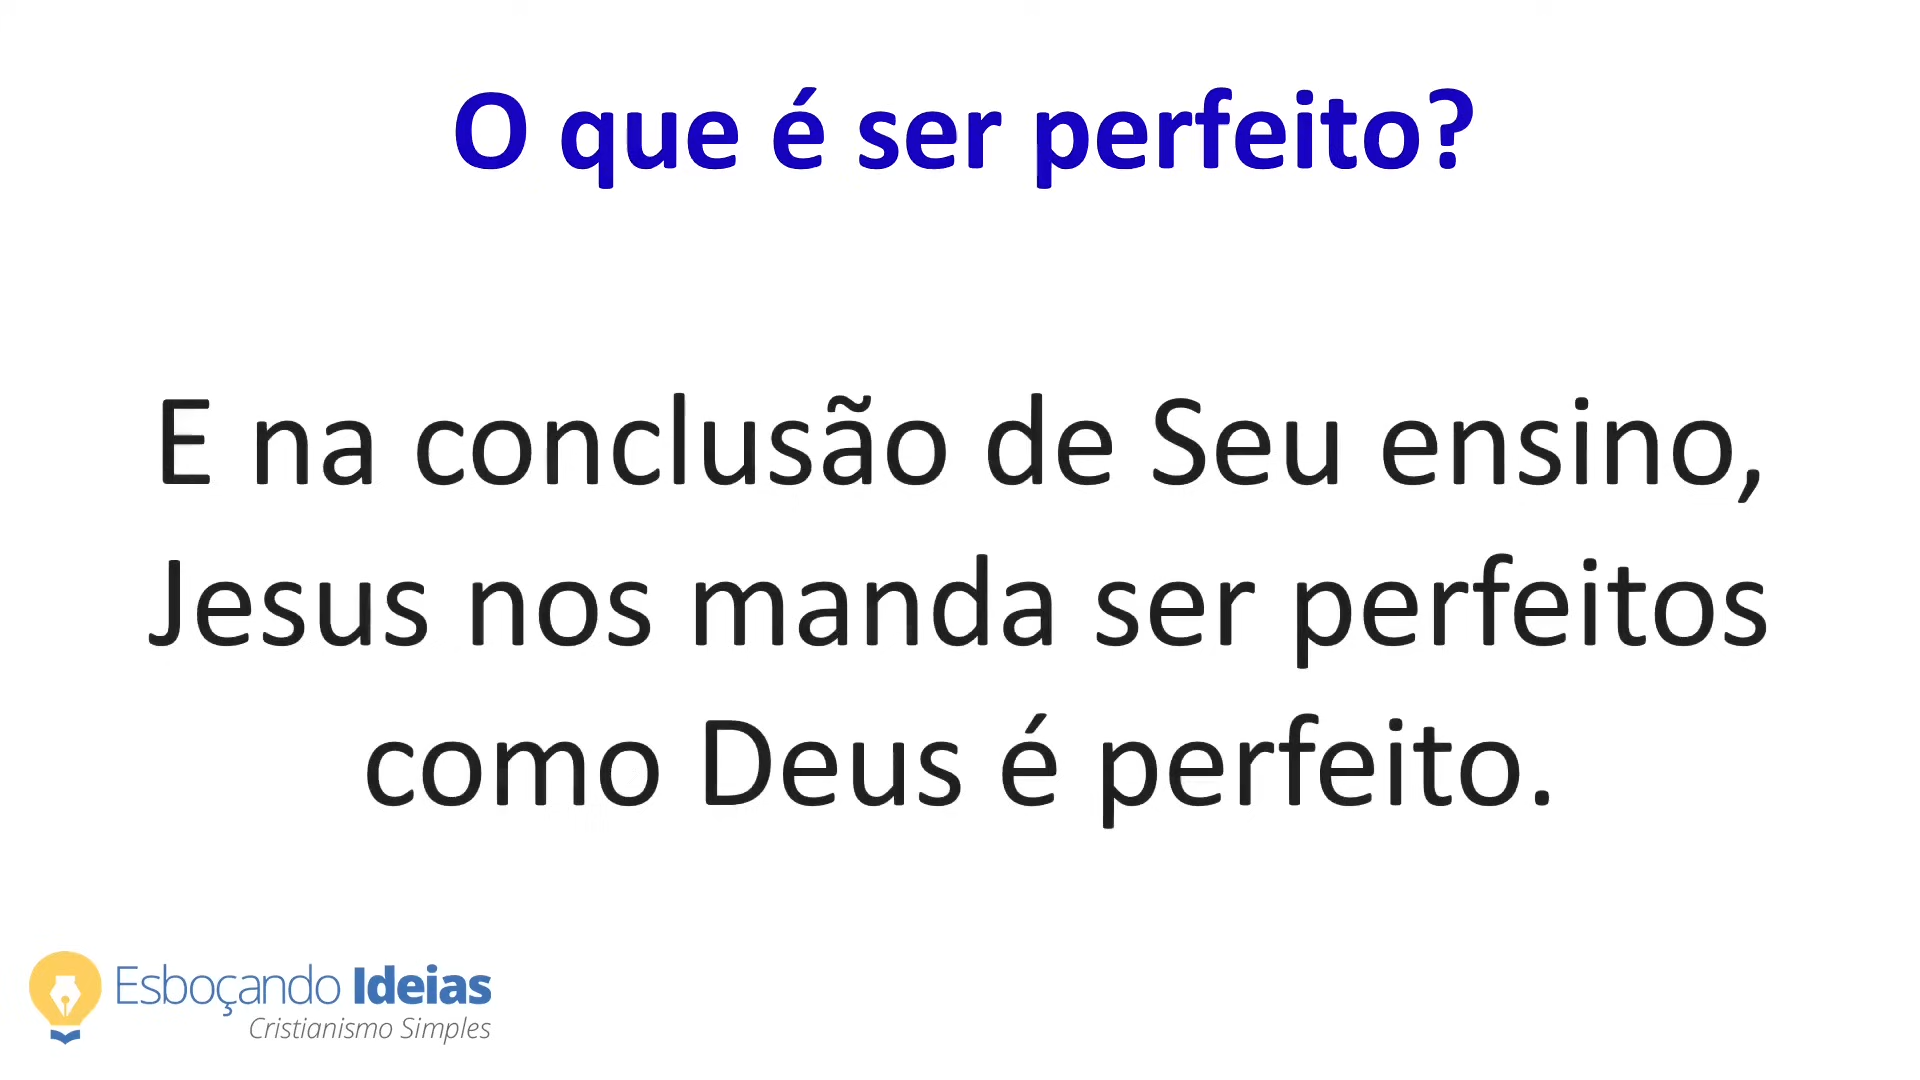 O que é ser perfeito?
E na conclusão de Seu ensino,
Jesus nos manda ser perfeitos
como Deus é perfeito.
Esboçando Ideias
Cristianismo Simples